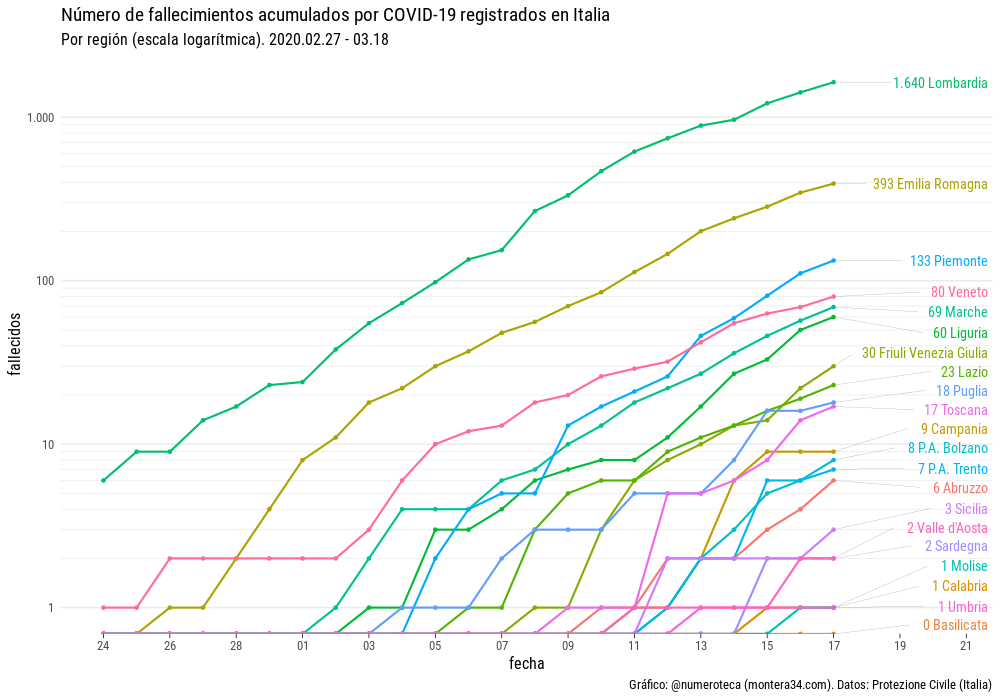 Número de fallecimientos acumulados por COVID-19 registrados en Italia
Por región (escala logarítmica). 2020.02.27 - 03.18
fallecidos
1.000
100
10
1
1.640 Lombardia
393 Emilia Romagna
133 Piemonte
80 Veneto
69 Marche
60 Liguria
30 Friuli Venezia Giulia
23 Lazio
18 Puglia
17 Toscana
9 Campania
8 P.A. Bolzano
7 P.A. Trento
6 Abruzzo
3 Sicilia
2 Valle d'Aosta
2 Sardegna
1 Molise
1 Calabria
1 Umbria
0 Basilicata
24 26 28 01 03 05 07 09 11 13 15 17 19 21
fecha
Gráfico: @numeroteca (montera34.com). Datos: Protezione Civile (Italia)